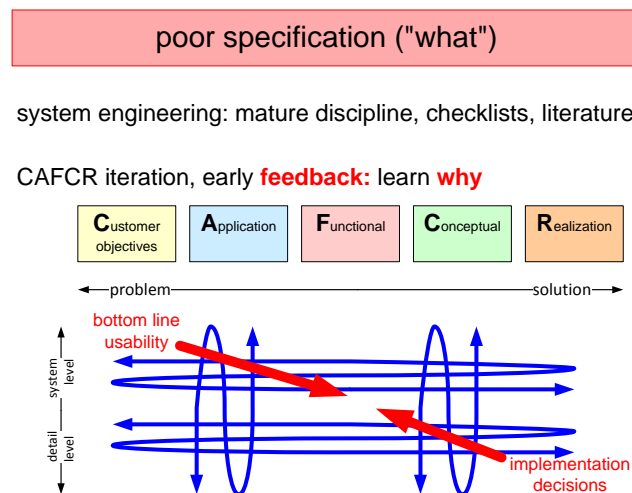 poor specification ("what")
system engineering: mature discipline, checklists, literature
CAFCR iteration, early feedback: learn why
Customer
objectives
Application
Functional
Conceptual
Realization
problem
solution
bottom line
usability
system
level
detail
level
implementation
decisions